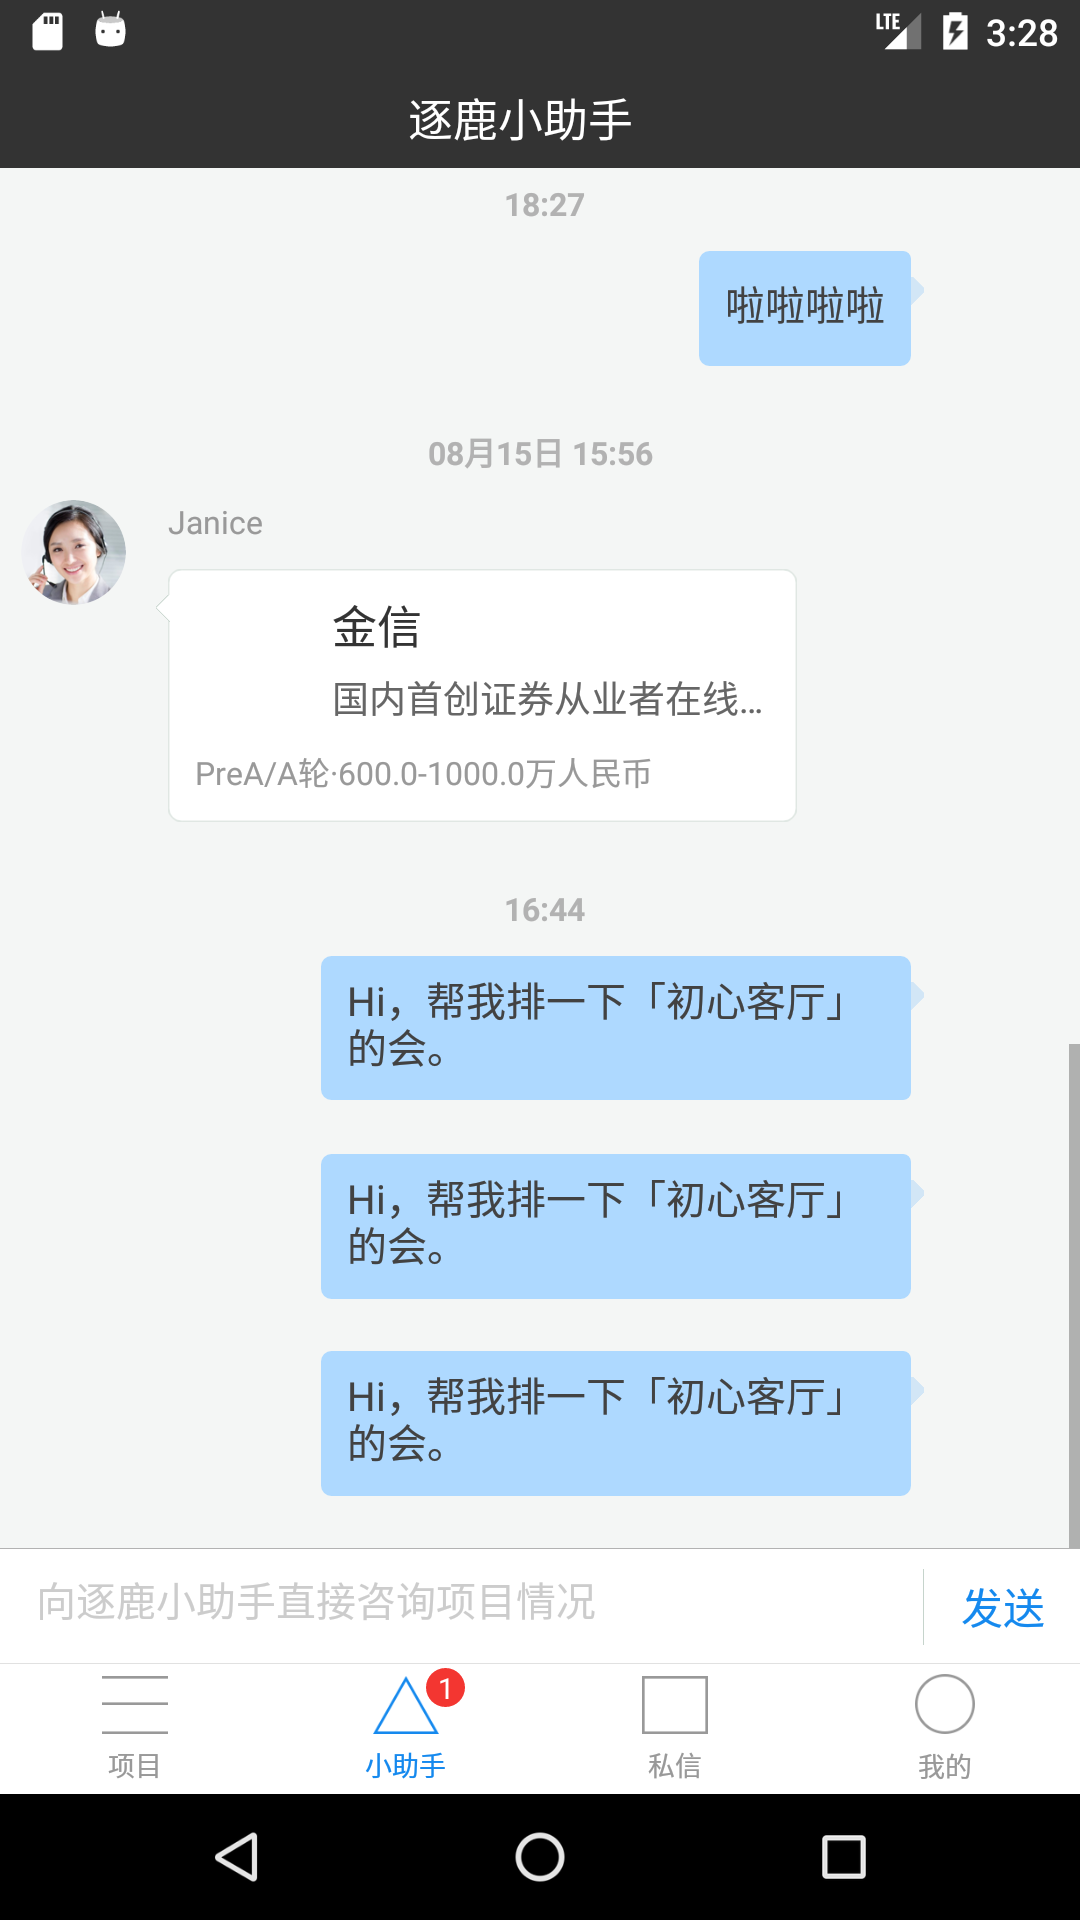 LTE 3:28
逐鹿小助手
18:27
啦啦啦啦
08月15日 15:56
Janice
金信
国内首创证券从业者在线...
PreA/A轮·600.0-1000.0万人民币
16:44
Hi，帮我排一下「初心客厅」
的会。
Hi，帮我排一下「初心客厅」
的会。
Hi，帮我排一下「初心客厅」
的会。
向逐鹿小助手直接咨询项目情况
发送
1
项目
小助手
私信
我的